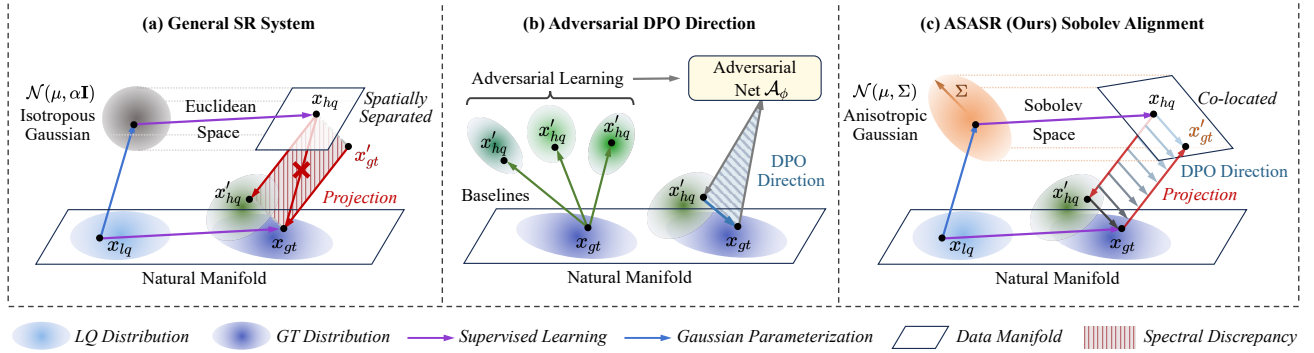 (a) General SR System
𝒩(μ, αI)
Isotropous
Gaussian
Euclidean
Space
x_hq
Spatially
Separated
x'_gt
x'_hq
Projection
x_lq
x_gt
Natural Manifold
(b) Adversarial DPO Direction
Adversarial Learning
Adversarial
Net 𝒜_ϕ
x'_hq
x'_hq
x'_hq
DPO
Direction
Baselines
x'_hq
x_gt
x_gt
Natural Manifold
(c) ASASR (Ours) Sobolev Alignment
𝒩(μ, Σ)
Anisotropic
Gaussian
Σ
Sobolev
Space
x_hq
Co-located
x'_gt
DPO Direction
x'_hq
Projection
x_lq
x_gt
Natural Manifold
LQ Distribution
GT Distribution
Supervised Learning
Gaussian Parameterization
Data Manifold
Spectral Discrepancy